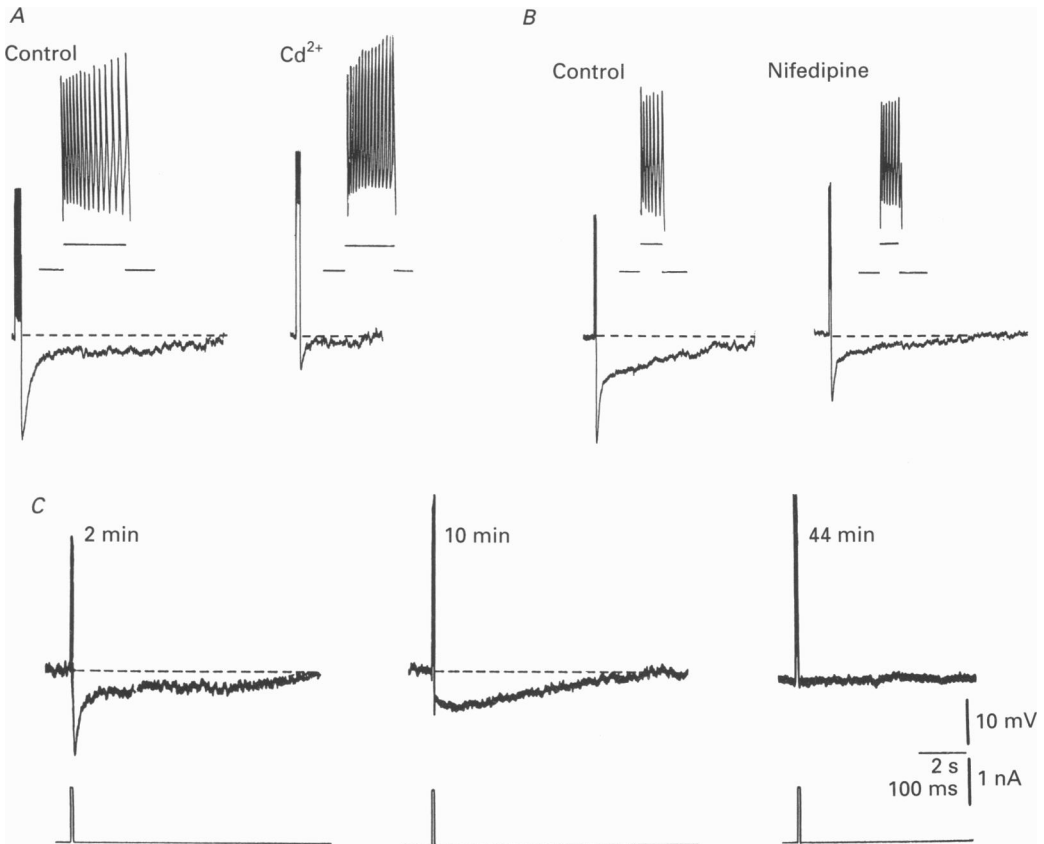 A
Control
Cd²⁺
B
Control
Nifedipine
C
2 min
10 min
44 min
10 mV
2 s
100 ms
1 nA